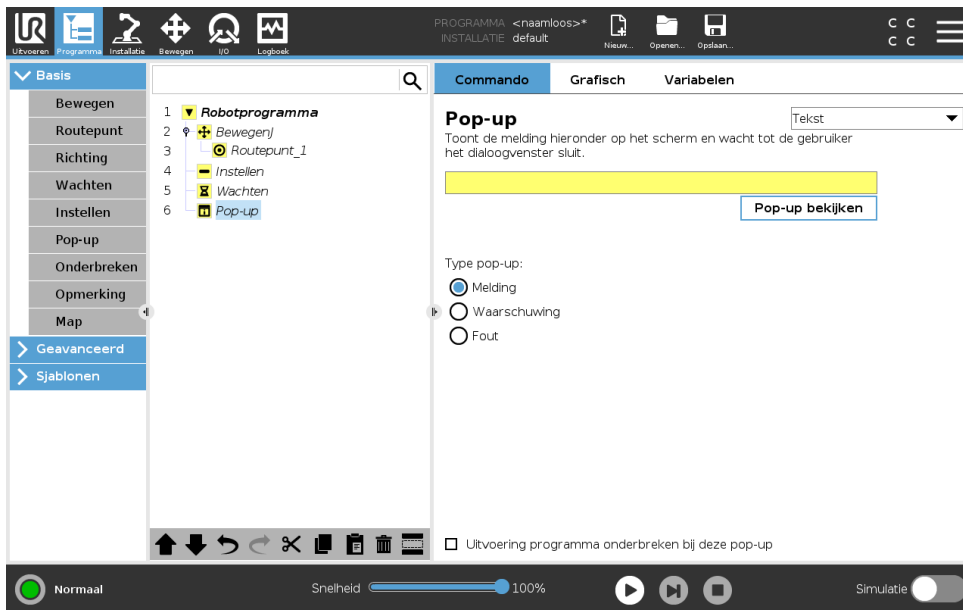 PROGRAMMA <naamloos>*
INSTALLATIE default
Uitvoeren Programma Installatie Bewegen I/O Logboek
Nieuw... Openen... Opslaan...
C C
C C
Basis
Bewegen
Routepunt
Richting
Wachten
Instellen
Pop-up
Onderbreken
Opmerking
Map
Geavanceerd
Sjablonen
1 Robotprogramma
2 BewegenJ
3 Routepunt_1
4 Instellen
5 Wachten
6 Pop-up
Commando Grafisch Variabelen
Pop-up
Tekst
Toont de melding hieronder op het scherm en wacht tot de gebruiker
het dialoogvenster sluit.
Pop-up bekijken
Type pop-up:
Melding
Waarschuwing
Fout
Uitvoering programma onderbreken bij deze pop-up
Normaal
Snelheid 100%
Simulatie